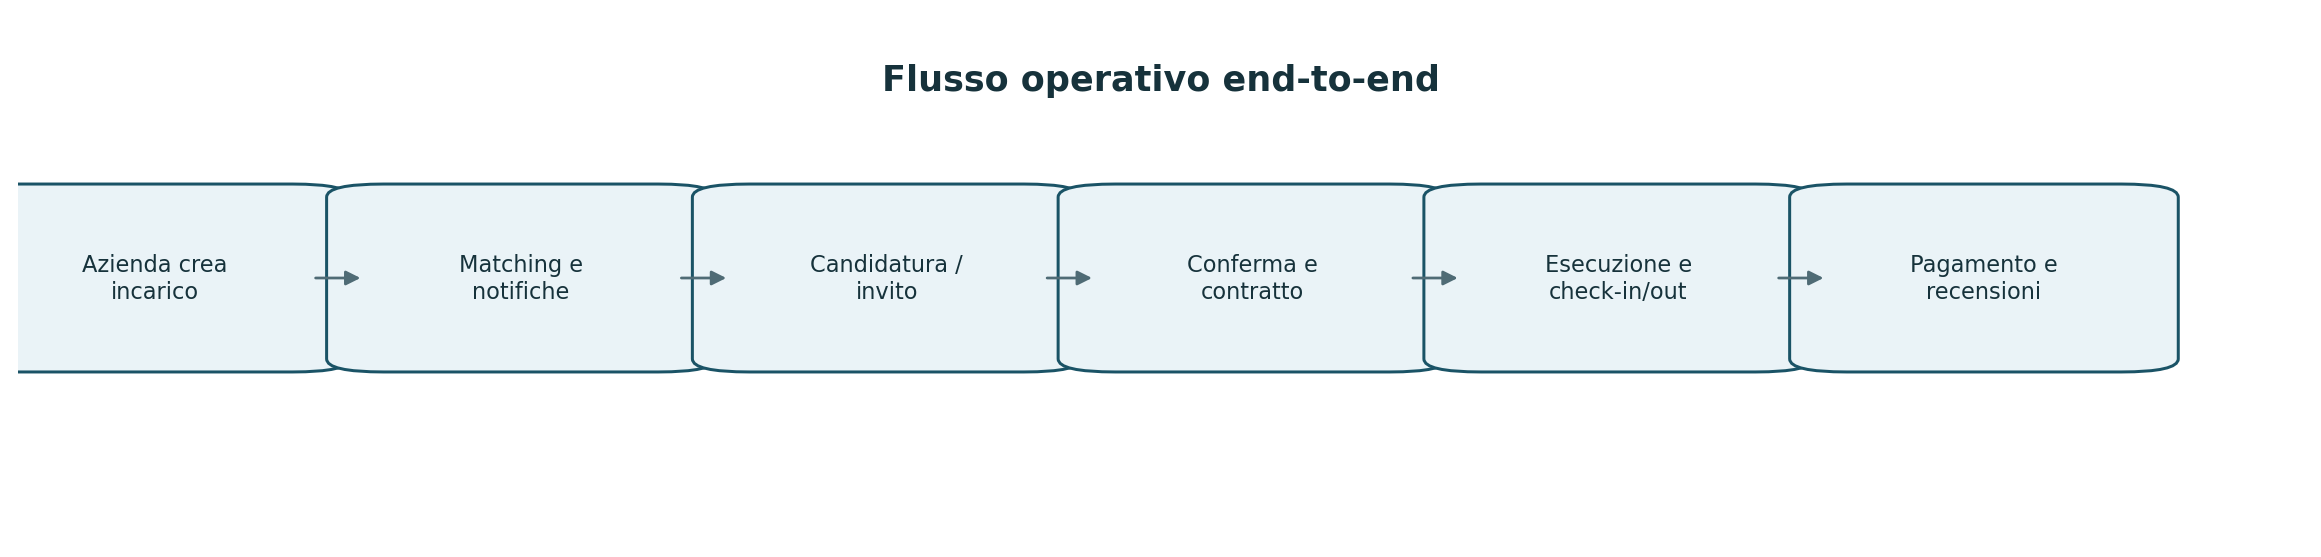 Flusso operativo end-to-end
Azienda crea
incarico
Matching e
notifiche
Candidatura /
invito
Conferma e
contratto
Esecuzione e
check-in/out
Pagamento e
recensioni